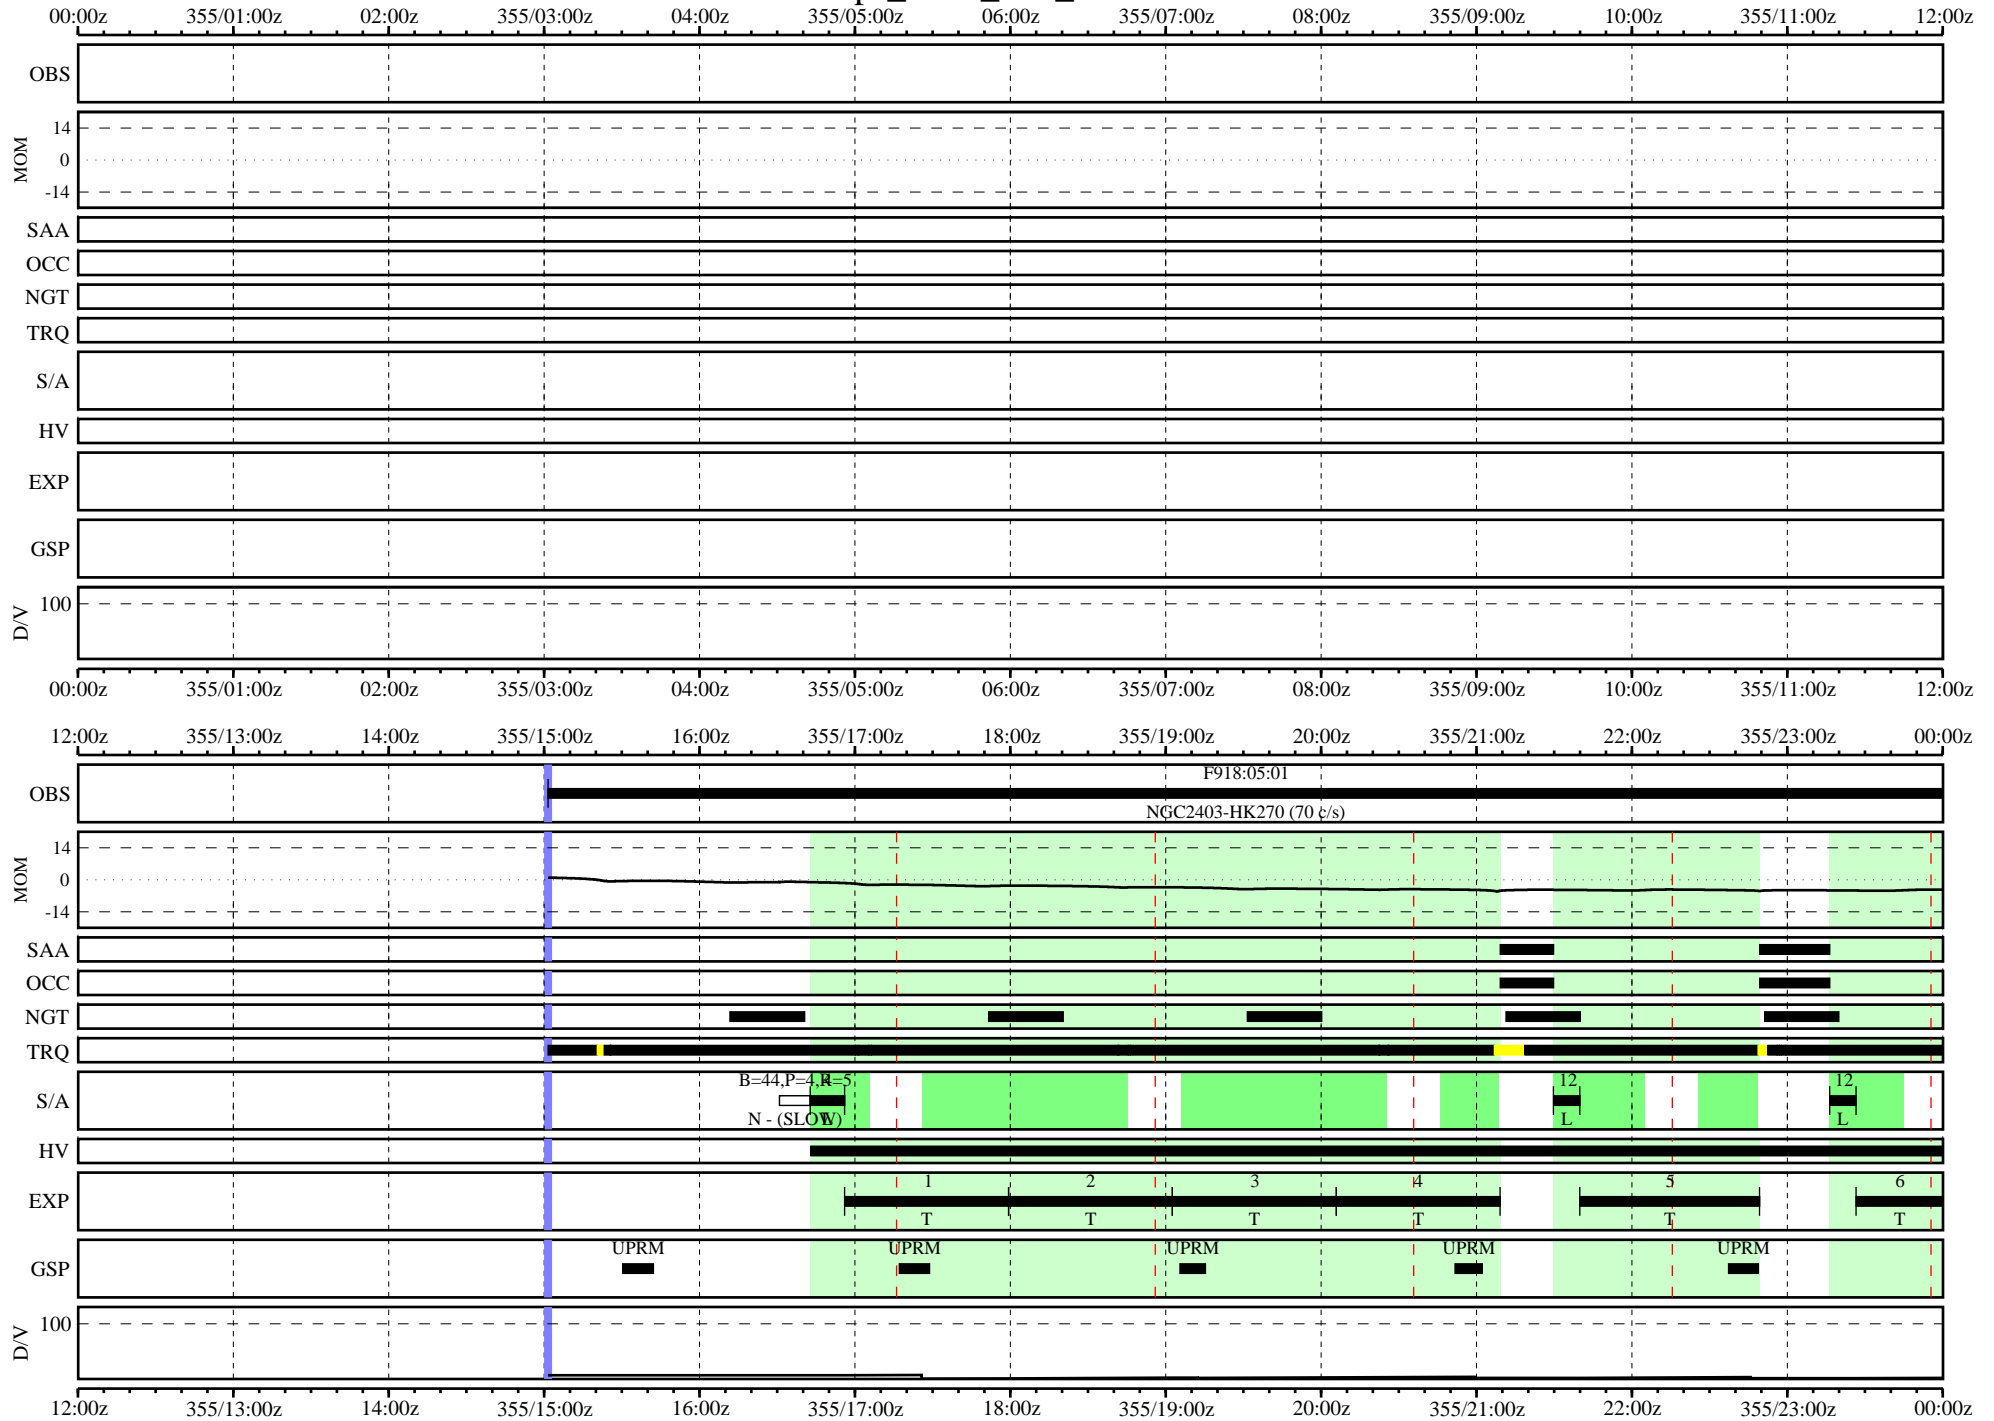 00:00z 355/01:00z 02:00z 355/03:00z 04:00z 355/05:00z 06:00z 355/07:00z 08:00z 355/09:00z 10:00z 355/11:00z 12:00z
OBS
MOM
14
0
-14
SAA
OCC
NGT
TRQ
S/A
HV
EXP
GSP
D/V
100
00:00z 355/01:00z 02:00z 355/03:00z 04:00z 355/05:00z 06:00z 355/07:00z 08:00z 355/09:00z 10:00z 355/11:00z 12:00z
12:00z 355/13:00z 14:00z 355/15:00z 16:00z 355/17:00z 18:00z 355/19:00z 20:00z 355/21:00z 22:00z 355/23:00z 00:00z
F918:05:01
OBS
NGC2403-HK270 (70 c/s)
MOM
14
0
-14
SAA
OCC
NGT
TRQ
B=44,P=4,R=5 12 12
S/A
N - (SLOW) L L
HV
1 2 3 4 5 6
EXP
T T T T T T
UPRM UPRM UPRM UPRM UPRM
GSP
D/V
100
12:00z 355/13:00z 14:00z 355/15:00z 16:00z 355/17:00z 18:00z 355/19:00z 20:00z 355/21:00z 22:00z 355/23:00z 00:00z